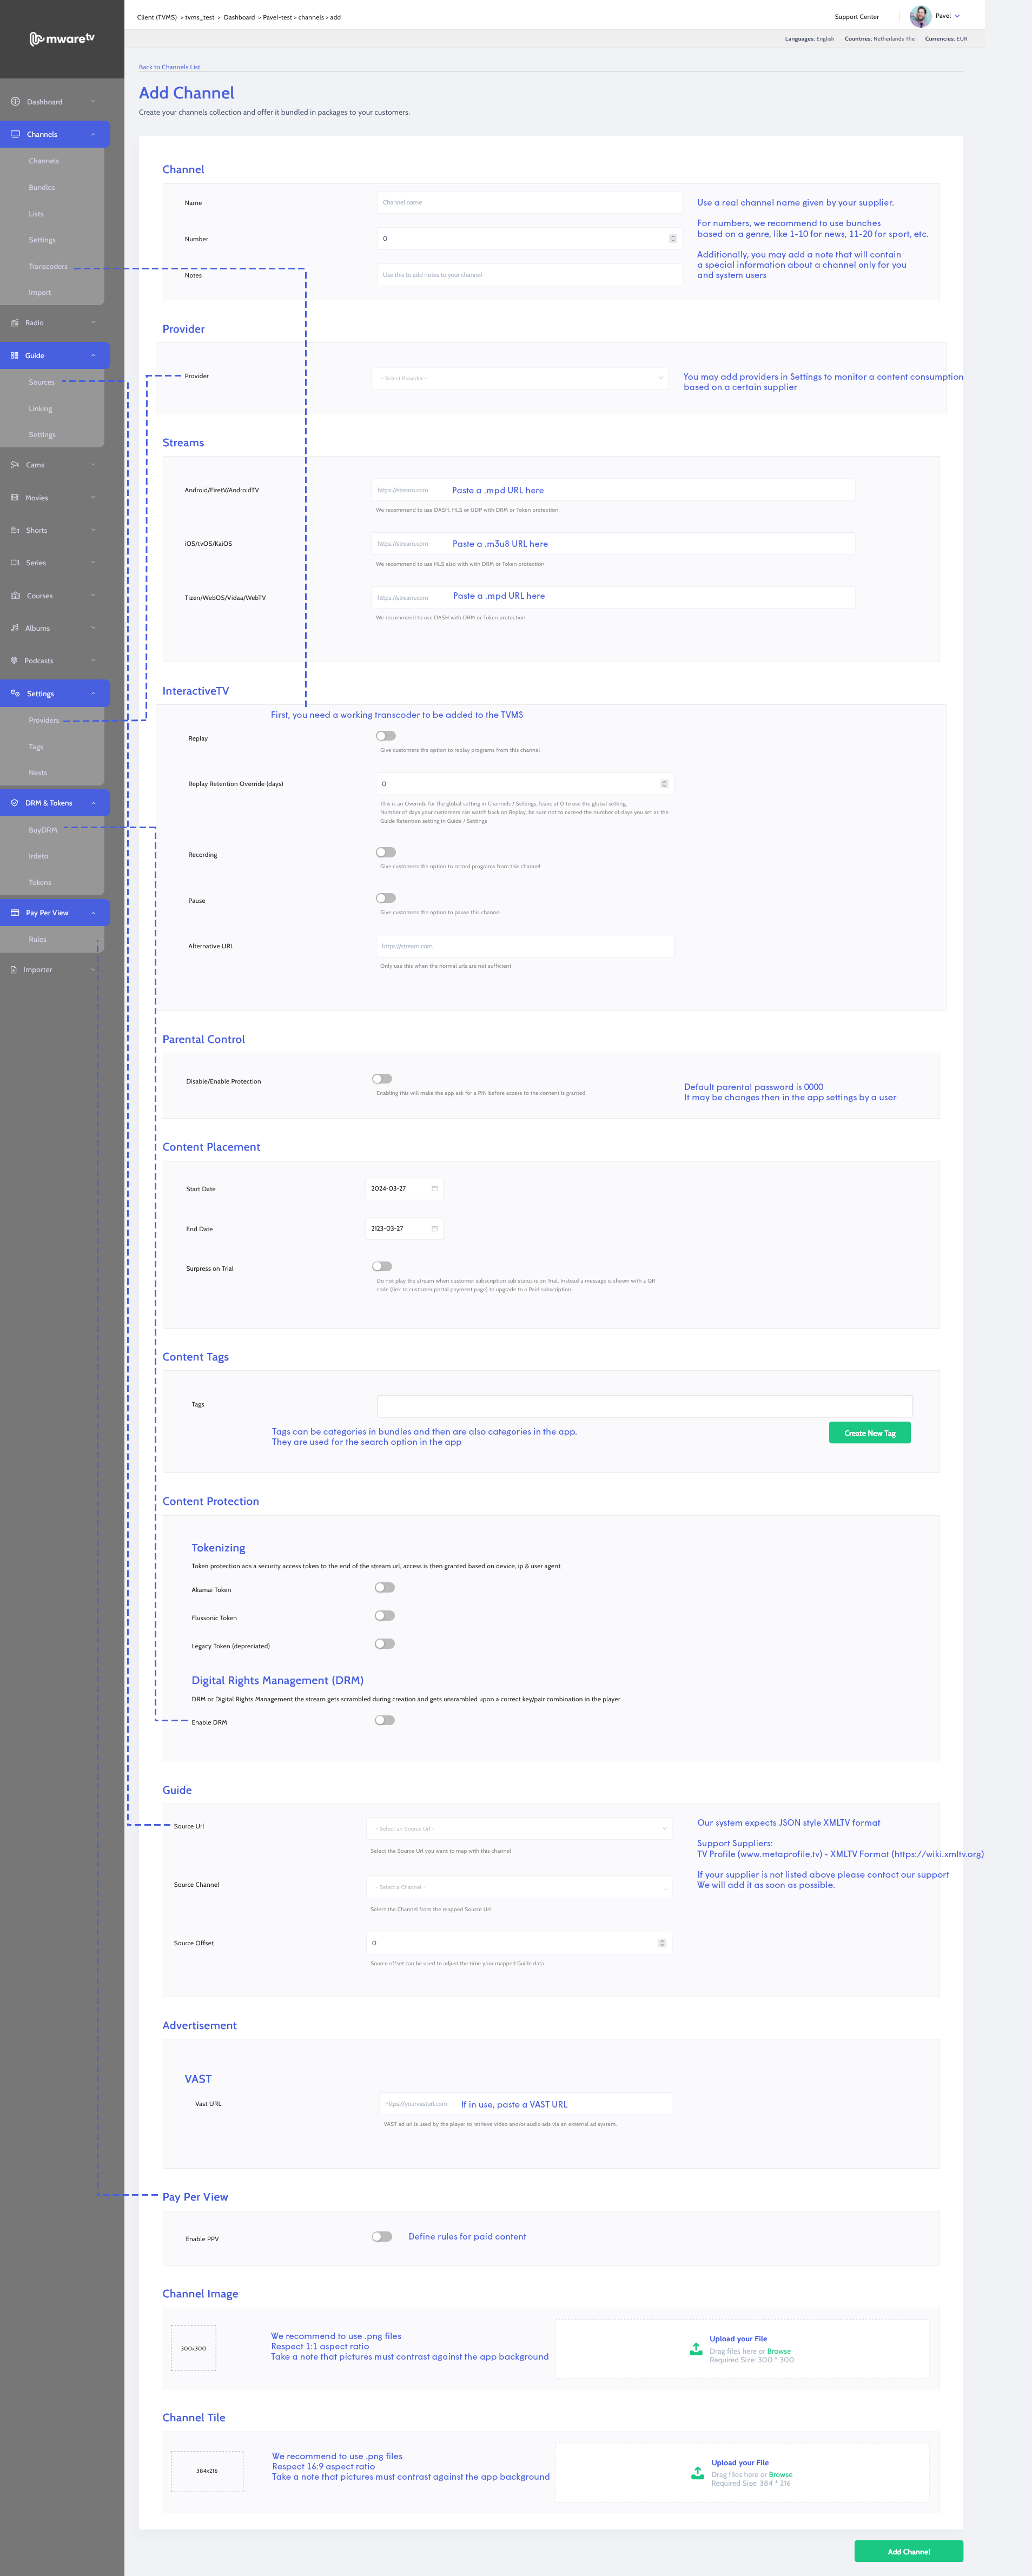 mwaretv
Client (TVMS) > tvms_test > Dashboard > Pavel-test > channels > add
Support Center
Pavel
Languages: English Countries: Netherlands The Currencies: EUR
Dashboard
Channels
Channels
Bundles
Lists
Settings
Transcoders
Import
Radio
Guide
Sources
Linking
Settings
Cams
Movies
Shorts
Series
Courses
Albums
Podcasts
Settings
Providers
Tags
Nests
DRM & Tokens
BuyDRM
Irdeto
Tokens
Pay Per View
Rules
Importer
Back to Channels List
Add Channel
Create your channels collection and offer it bundled in packages to your customers.
Channel
Name
Channel name
Number
0
Notes
Use this to add notes to your channel
Use a real channel name given by your supplier.
For numbers, we recommend to use bunches
based on a genre, like 1-10 for news, 11-20 for sport, etc.
Additionally, you may add a note that will contain
a special information about a channel only for you
and system users
Provider
Provider
- Select Provider -
You may add providers in Settings to monitor a content consumption
based on a certain supplier
Streams
Android/FiretV/AndroidTV
https://stream.com Paste a .mpd URL here
We recommend to use DASH, HLS or UDP with DRM or Token protection.
iOS/tvOS/KaiOS
https://stream.com Paste a .m3u8 URL here
We recommend to use HLS also with with DRM or Token protection.
Tizen/WebOS/Vidaa/WebTV
https://stream.com Paste a .mpd URL here
We recommend to use DASH with DRM or Token protection.
InteractiveTV
First, you need a working transcoder to be added to the TVMS
Replay
Give customers the option to replay programs from this channel
Replay Retention Override (days)
0
This is an Override for the global setting in Channels / Settings, leave at 0 to use the global setting.
Number of days your customers can watch back on Replay, be sure not to exceed the number of days you set as the
Guide Retention setting in Guide / Settings
Recording
Give customers the option to record programs from this channel
Pause
Give customers the option to pause this channel
Alternative URL
https://stream.com
Only use this when the normal urls are not sufficient
Parental Control
Disable/Enable Protection
Enabling this will make the app ask for a PIN before access to the content is granted
Default parental password is 0000
It may be changes then in the app settings by a user
Content Placement
Start Date
2024-03-27
End Date
2123-03-27
Surpress on Trial
Do not play the stream when customer subscription sub status is on Trial. Instead a message is shown with a QR
code (link to customer portal payment page) to upgrade to a Paid subscription
Content Tags
Tags
Tags can be categories in bundles and then are also categories in the app.
They are used for the search option in the app
Create New Tag
Content Protection
Tokenizing
Token protection ads a security access token to the end of the stream url, access is then granted based on device, ip & user agent
Akamai Token
Flussonic Token
Legacy Token (depreciated)
Digital Rights Management (DRM)
DRM or Digital Rights Management the stream gets scrambled during creation and gets unsrambled upon a correct key/pair combination in the player
Enable DRM
Guide
Source Url
- Select an Source Url -
Select the Source Url you want to map with this channel
Source Channel
- Select a Channel -
Select the Channel from the mapped Source Url
Source Offset
0
Source offset can be used to adjust the time your mapped Guide data
Our system expects JSON style XMLTV format
Support Suppliers:
TV Profile (www.metaprofile.tv) - XMLTV Format (https://wiki.xmltv.org)
If your supplier is not listed above please contact our support
We will add it as soon as possible.
Advertisement
VAST
Vast URL
https://yourvasturl.com If in use, paste a VAST URL
VAST ad url is used by the player to retrieve video and/or audio ads via an external ad system .
Pay Per View
Enable PPV
Define rules for paid content
Channel Image
300x300
We recommend to use .png files
Respect 1:1 aspect ratio
Take a note that pictures must contrast against the app background
Upload your File
Drag files here or Browse
Required Size: 300 * 300
Channel Tile
384x216
We recommend to use .png files
Respect 16:9 aspect ratio
Take a note that pictures must contrast against the app background
Upload your File
Drag files here or Browse
Required Size: 384 * 216
Add Channel